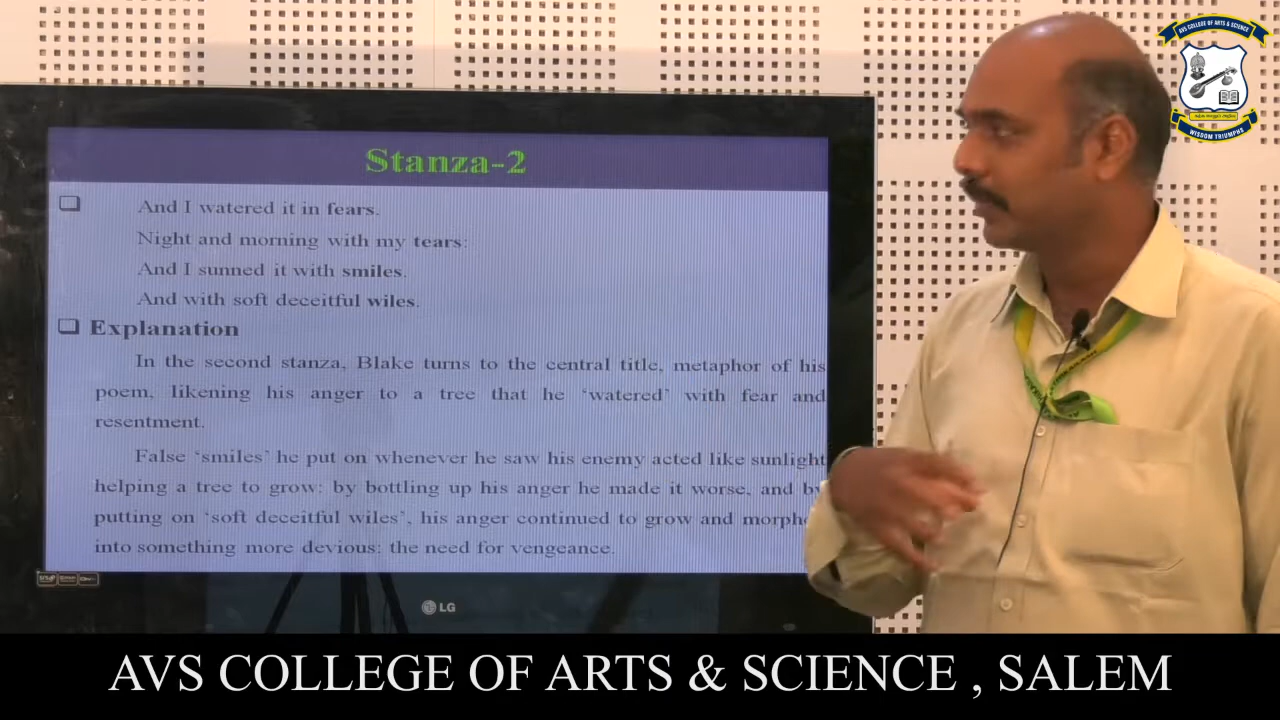 AVS COLLEGE OF ARTS & SCIENCE
WISDOM TRIUMPHS
Stanza-2
And I watered it in fears.
Night and morning with my tears:
And I sunned it with smiles.
And with soft deceitful wiles.
Explanation
In the second stanza, Blake turns to the central title, metaphor of his
poem, likening his anger to a tree that he ‘watered’ with fear and
resentment.
False ‘smiles’ he put on whenever he saw his enemy acted like sunlight
helping a tree to grow: by bottling up his anger he made it worse, and by
putting on ‘soft deceitful wiles’, his anger continued to grow and morphe
into something more devious: the need for vengeance.
LG
AVS COLLEGE OF ARTS & SCIENCE , SALEM